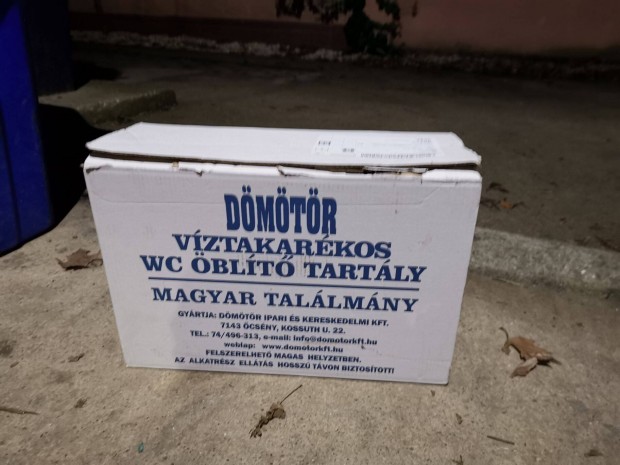 DÖMÖTÖR
VÍZTAKARÉKOS
WC ÖBLÍTŐ TARTÁLY
MAGYAR TALÁLMÁNY
GYÁRTJA: DÖMÖTÖR IPARI ÉS KERESKEDELMI KFT.
7143 ŐCSÉNY, KOSSUTH U. 22.
TEL.: 74/496-313, e-mail: info@domotorkft.hu
weblap: www.domotorkft.hu
FELSZERELHETŐ MAGAS HELYZETBEN.
AZ ALKATRÉSZ ELLÁTÁS HOSSZÚ TÁVON BIZTOSÍTOTT!